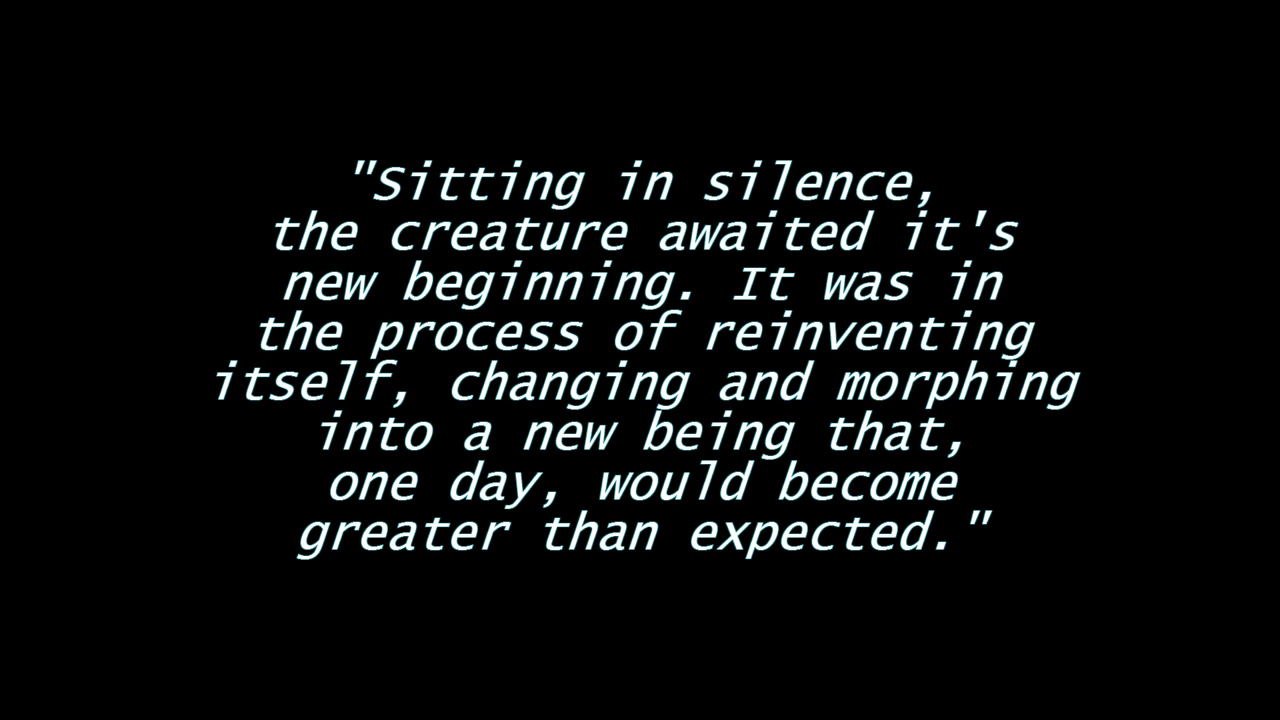 "Sitting in silence,
the creature awaited it's
new beginning. It was in
the process of reinventing
itself, changing and morphing
into a new being that,
one day, would become
greater than expected."